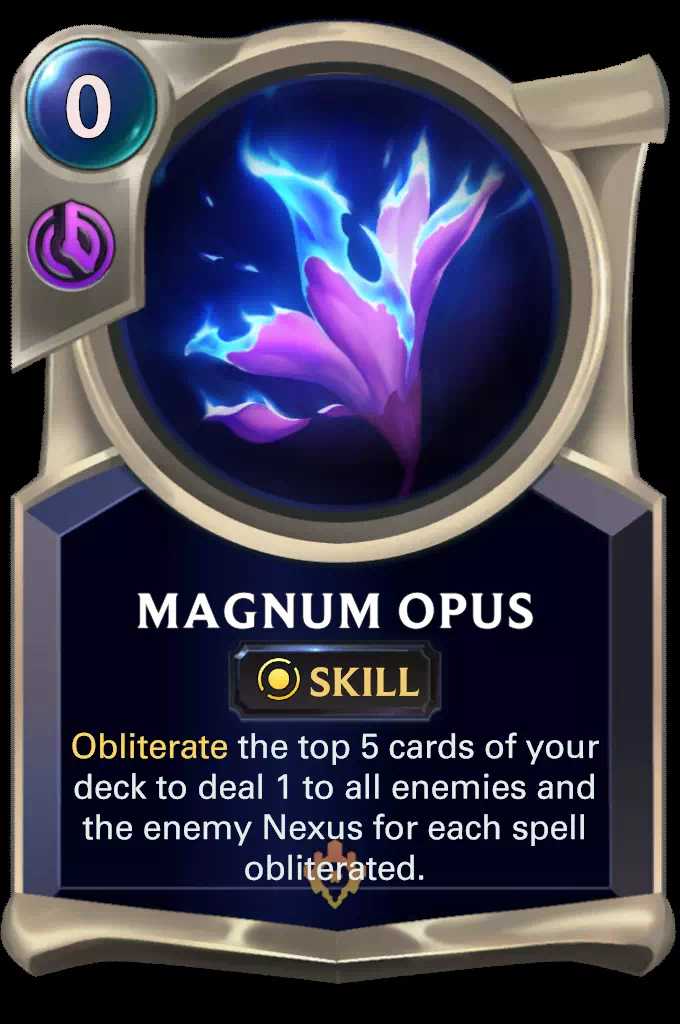 0
MAGNUM OPUS
SKILL
Obliterate the top 5 cards of your
deck to deal 1 to all enemies and
the enemy Nexus for each spell
obliterated.